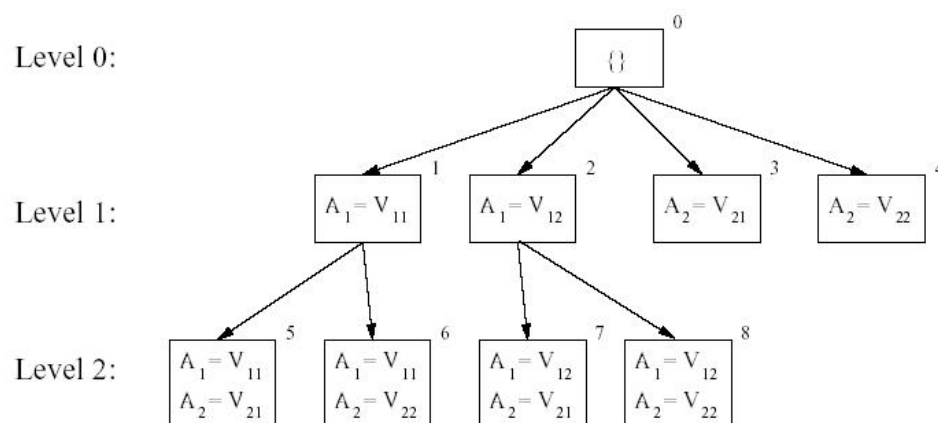 0
Level 0:
{}
1 2 3 4
Level 1:
A₁ = V₁₁ A₁ = V₁₂ A₂ = V₂₁ A₂ = V₂₂
5 6 7 8
Level 2:
A₁ = V₁₁ A₁ = V₁₁ A₁ = V₁₂ A₁ = V₁₂
A₂ = V₂₁ A₂ = V₂₂ A₂ = V₂₁ A₂ = V₂₂